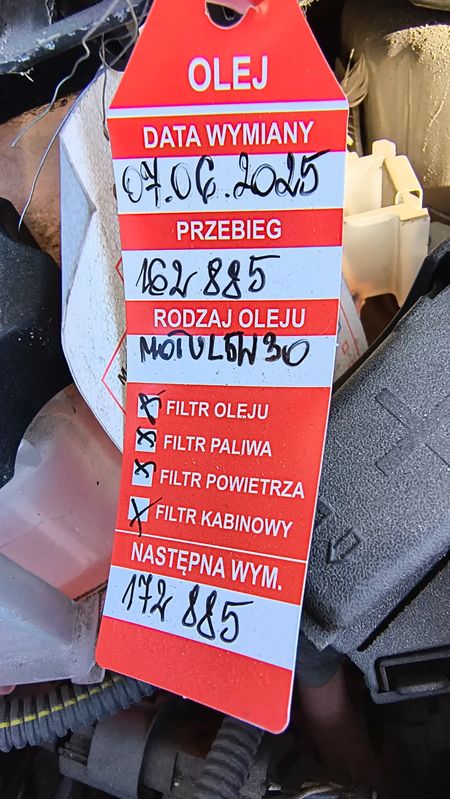 OLEJ
DATA WYMIANY
07.06.2025
PRZEBIEG
162 885
RODZAJ OLEJU
MOTUL 5W30
FILTR OLEJU
FILTR PALIWA
FILTR POWIETRZA
FILTR KABINOWY
NASTĘPNA WYM.
172 885